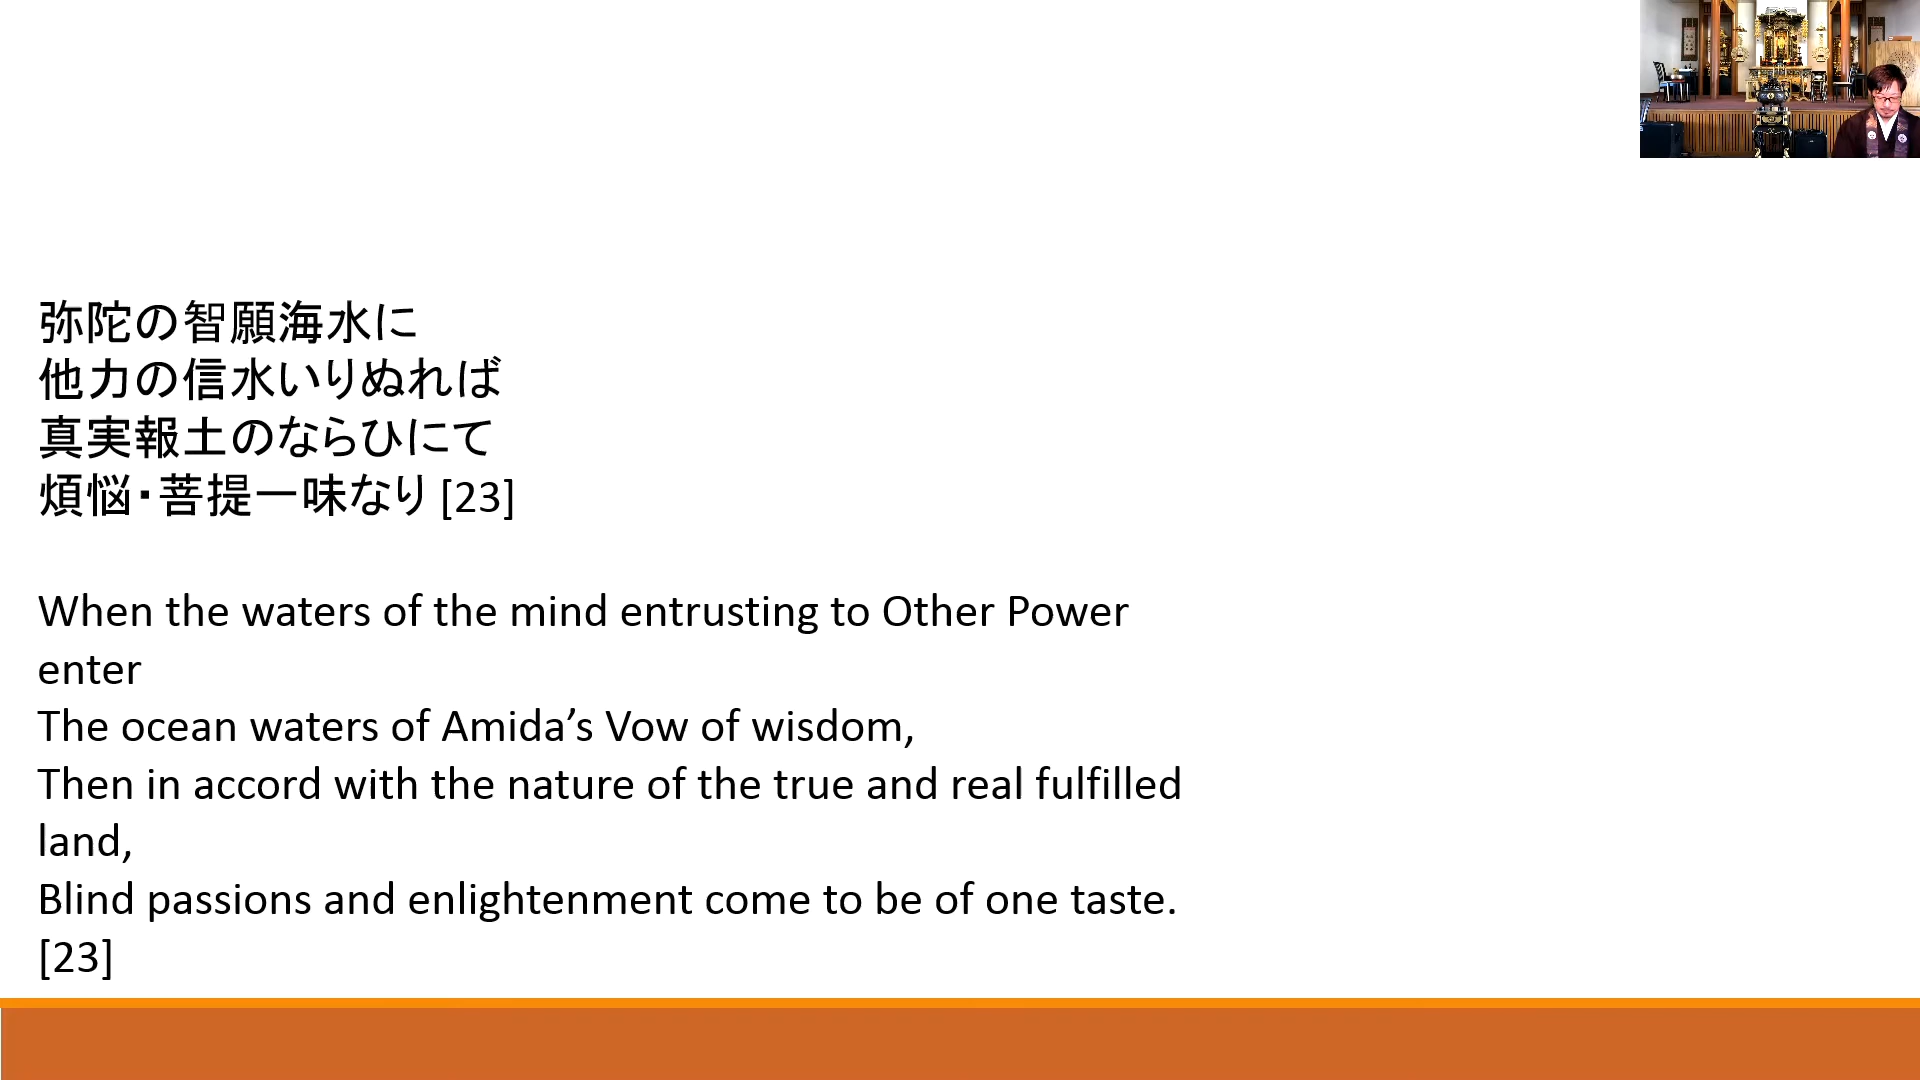 弥陀の智願海水に
他力の信水いりぬれば
真実報土のならひにて
煩悩・菩提一味なり [23]
When the waters of the mind entrusting to Other Power
enter
The ocean waters of Amida’s Vow of wisdom,
Then in accord with the nature of the true and real fulfilled
land,
Blind passions and enlightenment come to be of one taste.
[23]